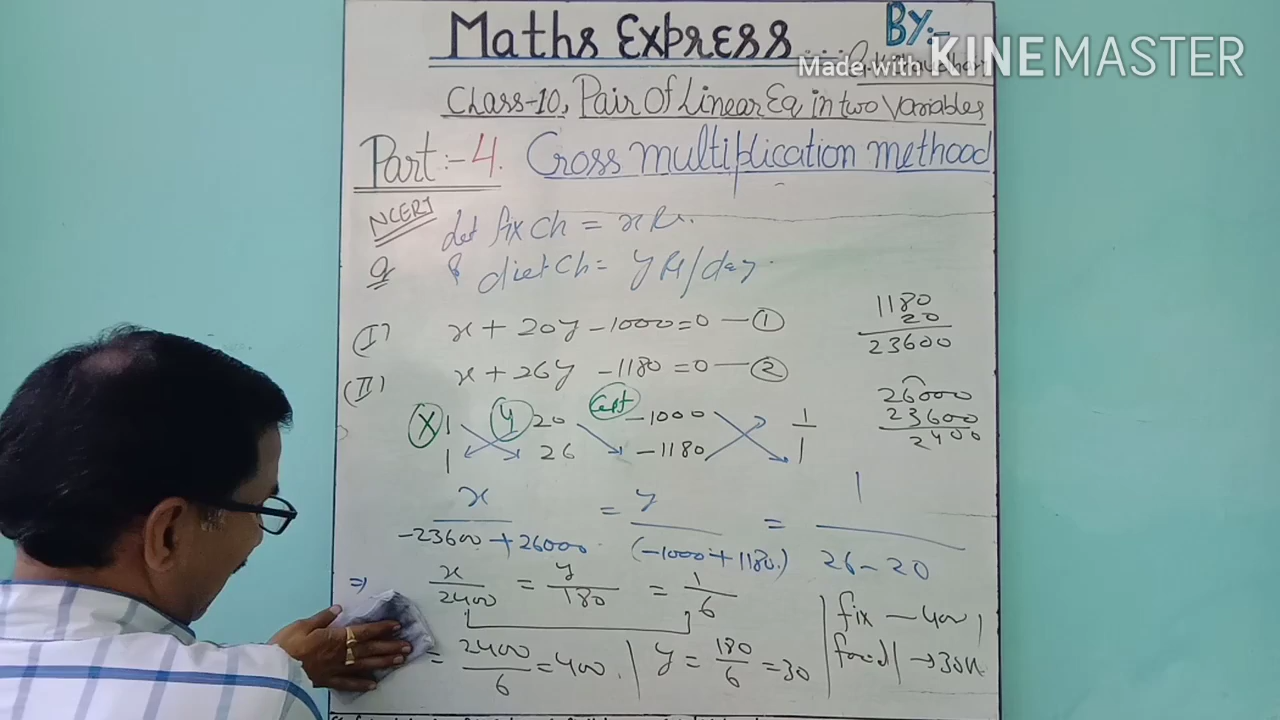 Maths Express.... BY:-
Made with KINEMASTER
Class-10, Pair Of Linear Eq in two Variables
Part:-4. Cross multiplication methood
NCERT
Let fix Ch = x Rs.
Q & diet Ch = y Rs/day.
(I) x + 20y - 1000 = 0 — ①
(II) x + 26y - 1180 = 0 — ②
1180
20
23600
26000
23600
2400
X 1 Y 20 -1000 1
1 26 -1180 1
x / -23600 + 26000 = y / (-1000 + 1180) = 1 / 26 - 20
⇒ x/2400 = y/180 = 1/6
= 2400/6 = 400 | y = 180/6 = 30
fix — 400
food → 30